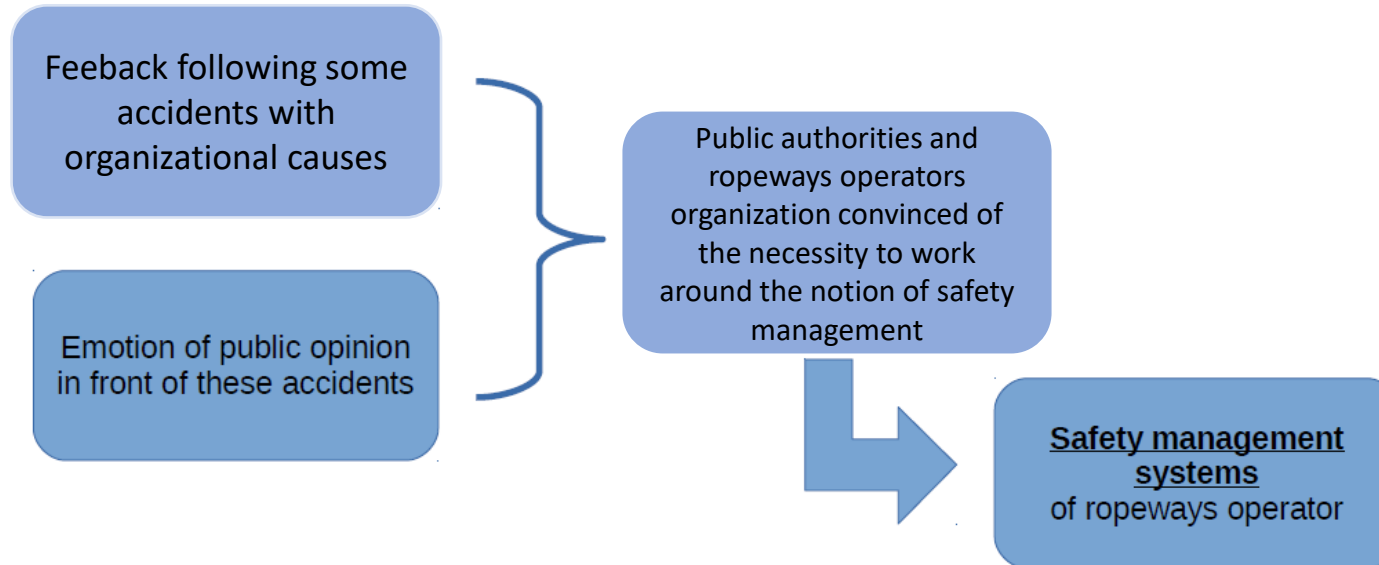 Feeback following some
accidents with
organizational causes
Emotion of public opinion
in front of these accidents
Public authorities and
ropeways operators
organization convinced of
the necessity to work
around the notion of safety
management
Safety management
systems
of ropeways operator